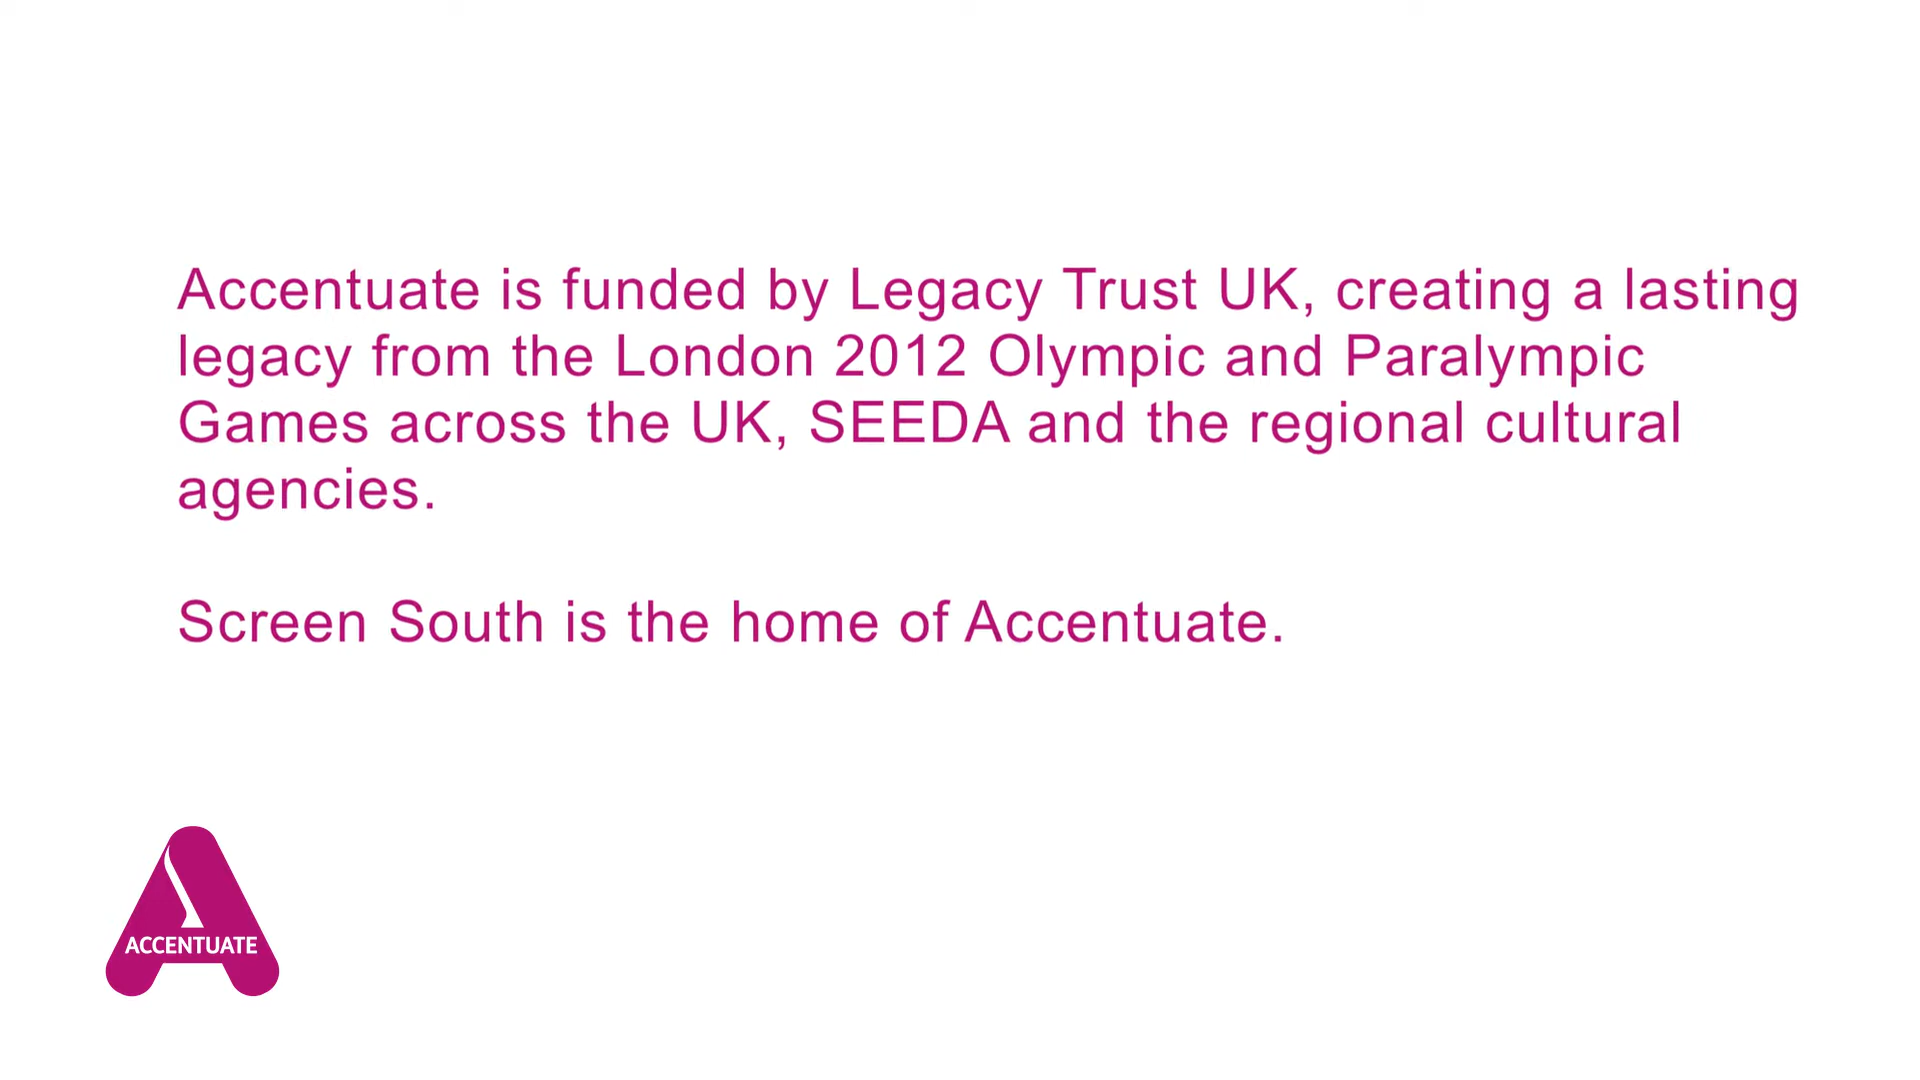 Accentuate is funded by Legacy Trust UK, creating a lasting
legacy from the London 2012 Olympic and Paralympic
Games across the UK, SEEDA and the regional cultural
agencies.
Screen South is the home of Accentuate.
ACCENTUATE